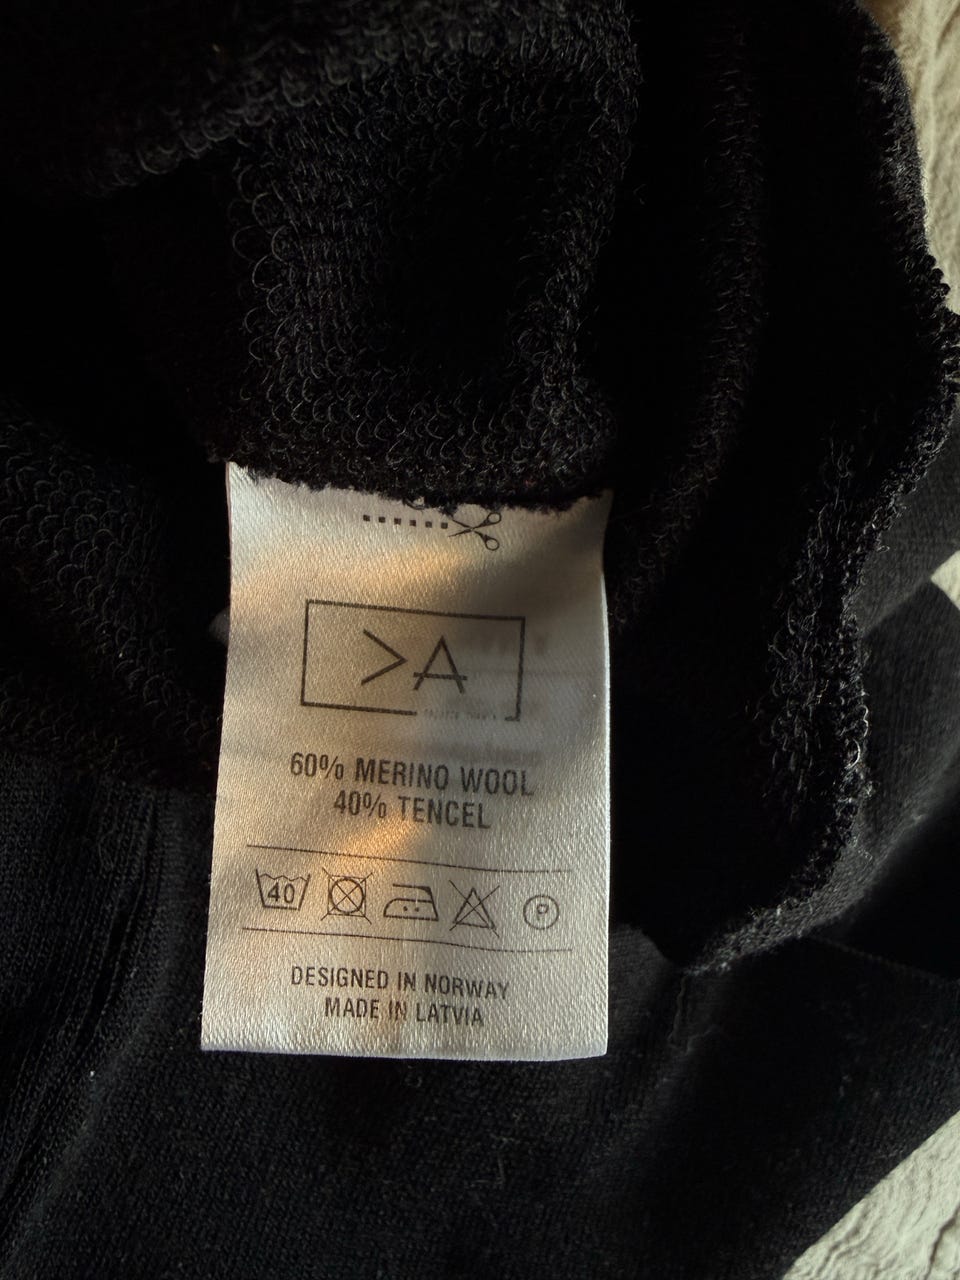 >A
60% MERINO WOOL
40% TENCEL
40
P
DESIGNED IN NORWAY
MADE IN LATVIA